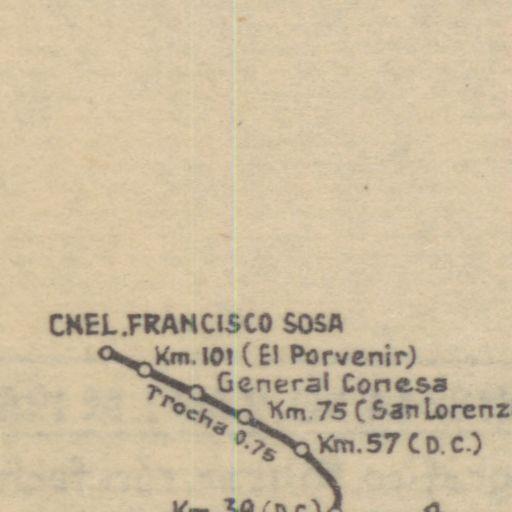 CNEL.FRANCISCO SOSA
Km.101 (El Porvenir)
General Conesa
Km.75 (San Lorenz
Trocha 0.75
Km.57 (D.C.)